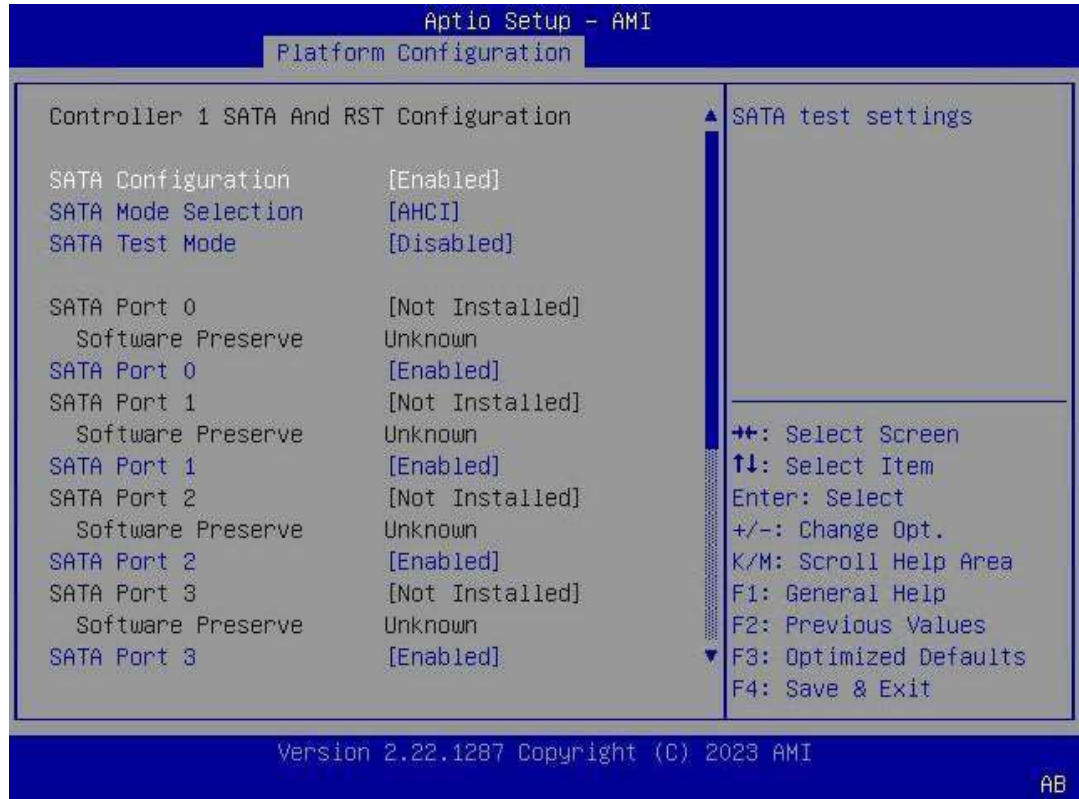 Aptio Setup – AMI
Platform Configuration
Controller 1 SATA And RST Configuration
SATA Configuration [Enabled]
SATA Mode Selection [AHCI]
SATA Test Mode [Disabled]
SATA Port 0 [Not Installed]
Software Preserve Unknown
SATA Port 0 [Enabled]
SATA Port 1 [Not Installed]
Software Preserve Unknown
SATA Port 1 [Enabled]
SATA Port 2 [Not Installed]
Software Preserve Unknown
SATA Port 2 [Enabled]
SATA Port 3 [Not Installed]
Software Preserve Unknown
SATA Port 3 [Enabled]
SATA test settings
→←: Select Screen
↑↓: Select Item
Enter: Select
+/-: Change Opt.
K/M: Scroll Help Area
F1: General Help
F2: Previous Values
F3: Optimized Defaults
F4: Save & Exit
Version 2.22.1287 Copyright (C) 2023 AMI
AB